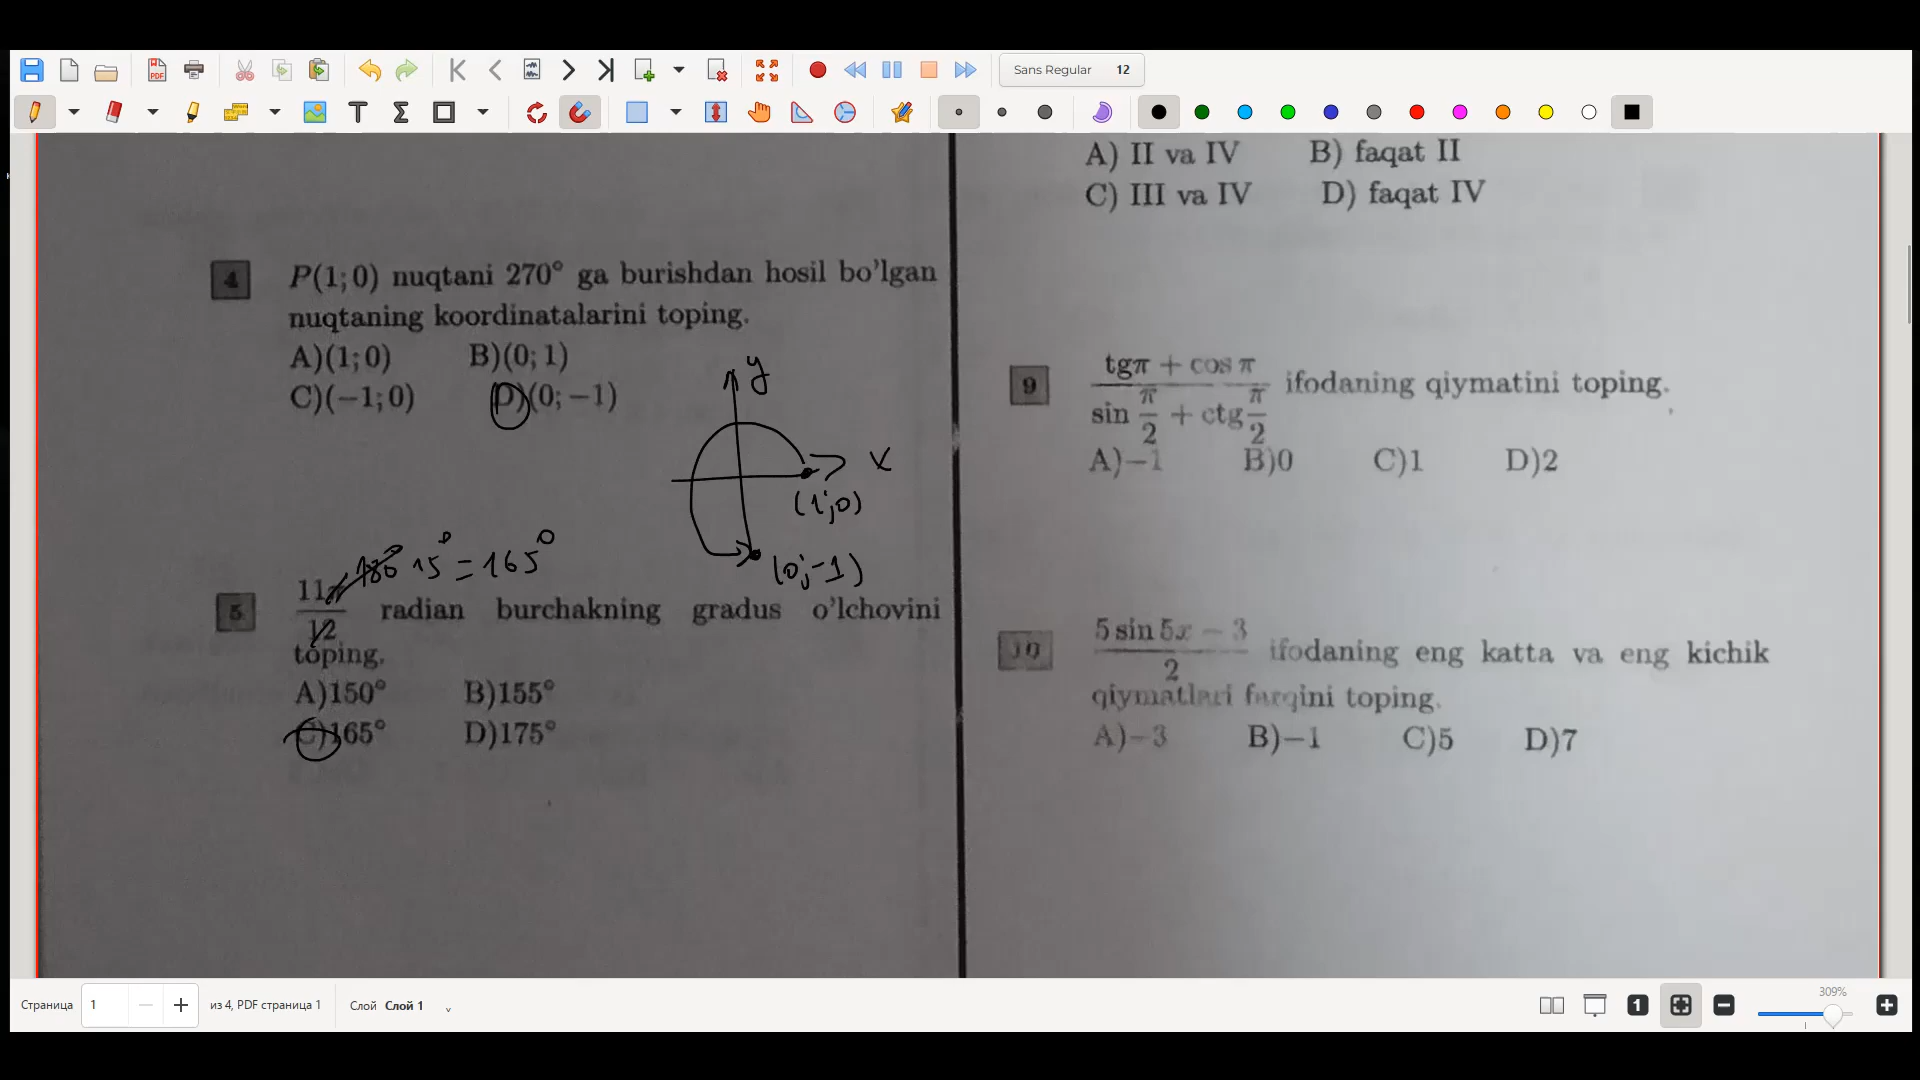 Sans Regular 12
4 P(1; 0) nuqtani 270° ga burishdan hosil bo'lgan
nuqtaning koordinatalarini toping.
A)(1; 0) B)(0; 1)
C)(−1; 0) D)(0; −1)
y
x
(1;0)
(0;-1)
180° 15° = 165°
5 11π/12 radian burchakning gradus o'lchovini
toping.
A)150° B)155°
C)165° D)175°
A) II va IV B) faqat II
C) III va IV D) faqat IV
9 (tgπ + cos π)/(sin π/2 + ctg π/2) ifodaning qiymatini toping.
A)−1 B)0 C)1 D)2
10 (5 sin 5x − 3)/2 ifodaning eng katta va eng kichik
qiymatlari farqini toping.
A)−3 B)−1 C)5 D)7
Страница 1 из 4, PDF страница 1 Слой Слой 1
309%